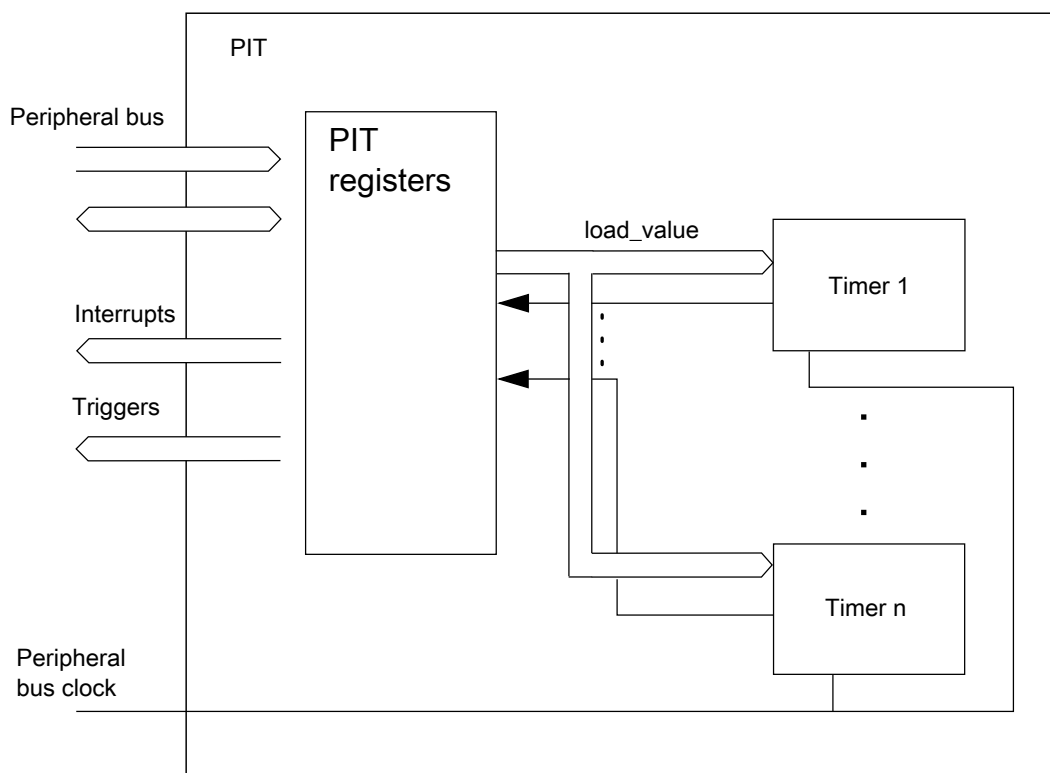 PIT
Peripheral bus
PIT
registers
load_value
Timer 1
Interrupts
Triggers
Timer n
Peripheral
bus clock